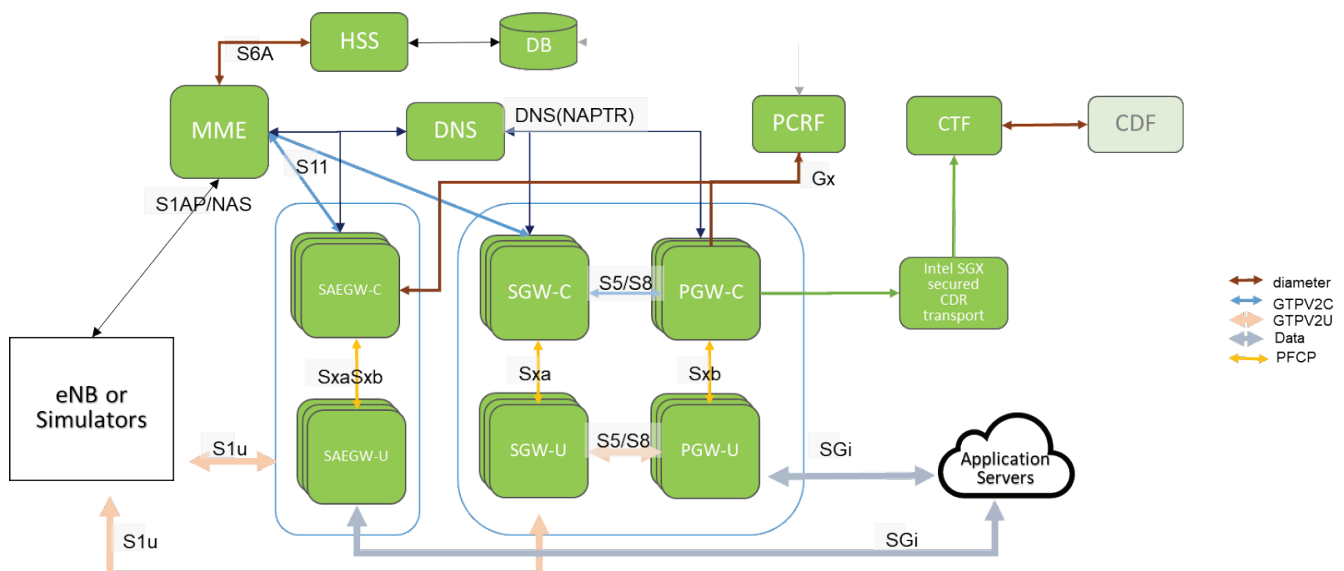 HSS
DB
S6A
MME
DNS
DNS(NAPTR)
PCRF
CTF
CDF
S11
Gx
S1AP/NAS
SAEGW-C
SGW-C
S5/S8
PGW-C
Intel SGX
secured
CDR
transport
diameter
GTPV2C
GTPV2U
Data
PFCP
SxaSxb
Sxa
Sxb
eNB or
Simulators
S1u
SAEGW-U
SGW-U
S5/S8
PGW-U
SGi
Application
Servers
S1u
SGi